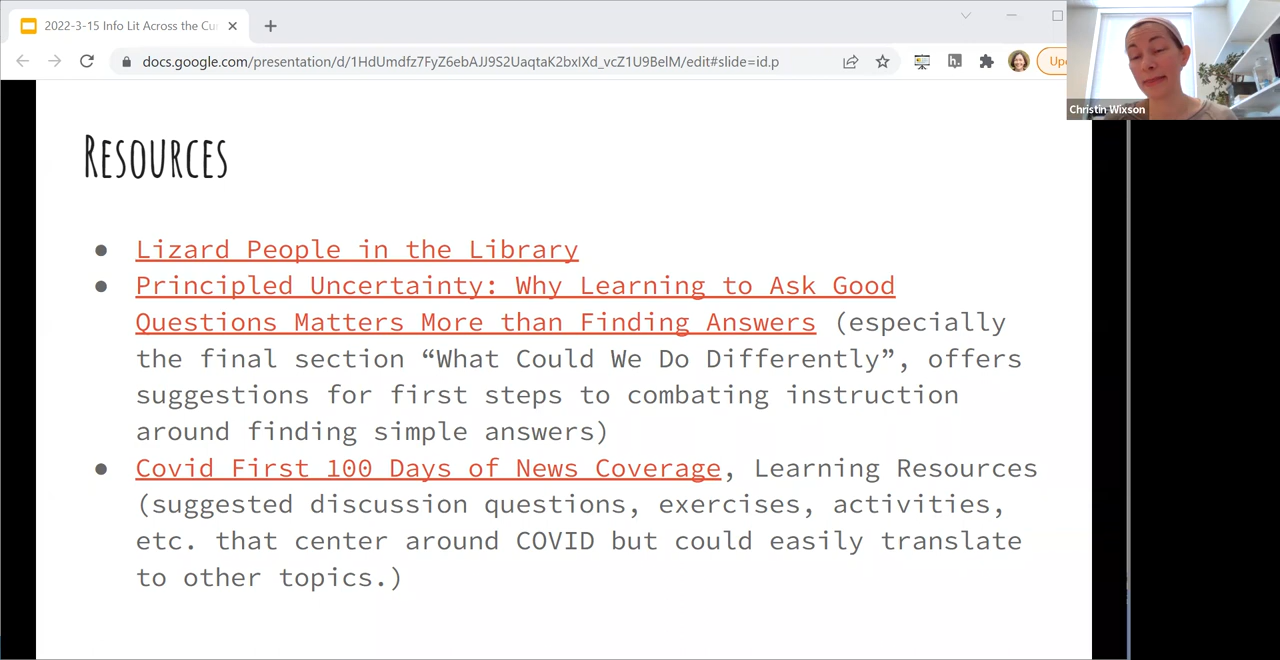 2022-3-15 Info Lit Across the Cu
docs.google.com/presentation/d/1HdUmdfz7FyZ6ebAJJ9S2UaqtaK2bxlXd_vcZ1U9BelM/edit#slide=id.p
Up
Christin Wixson
Resources
● Lizard People in the Library
● Principled Uncertainty: Why Learning to Ask Good
Questions Matters More than Finding Answers (especially
the final section “What Could We Do Differently”, offers
suggestions for first steps to combating instruction
around finding simple answers)
● Covid First 100 Days of News Coverage, Learning Resources
(suggested discussion questions, exercises, activities,
etc. that center around COVID but could easily translate
to other topics.)